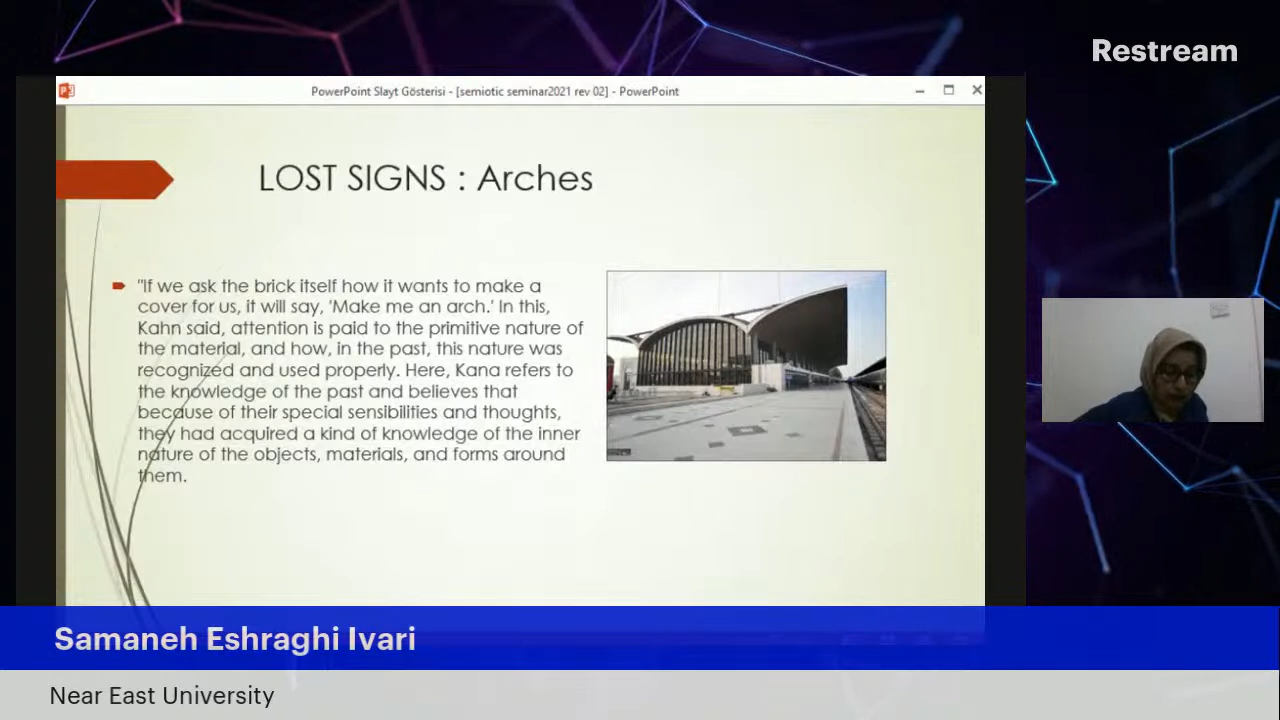 Restream
PowerPoint Slayt Gösterisi - [semiotic seminar2021 rev 02] - PowerPoint
LOST SIGNS : Arches
"If we ask the brick itself how it wants to make a
cover for us, it will say, 'Make me an arch.' In this,
Kahn said, attention is paid to the primitive nature of
the material, and how, in the past, this nature was
recognized and used properly. Here, Kana refers to
the knowledge of the past and believes that
because of their special sensibilities and thoughts,
they had acquired a kind of knowledge of the inner
nature of the objects, materials, and forms around
them.
Samaneh Eshraghi Ivari
Near East University